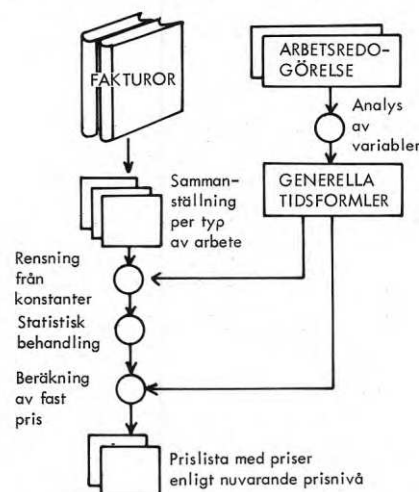 FAKTUROR
ARBETSREDO-
GÖRELSE
Analys
av
variabler
GENERELLA
TIDSFORMLER
Samman-
ställning
per typ
av arbete
Rensning
från
konstanter
Statistisk
behandling
Beräkning
av fast
pris
Prislista med priser
enligt nuvarande prisnivå